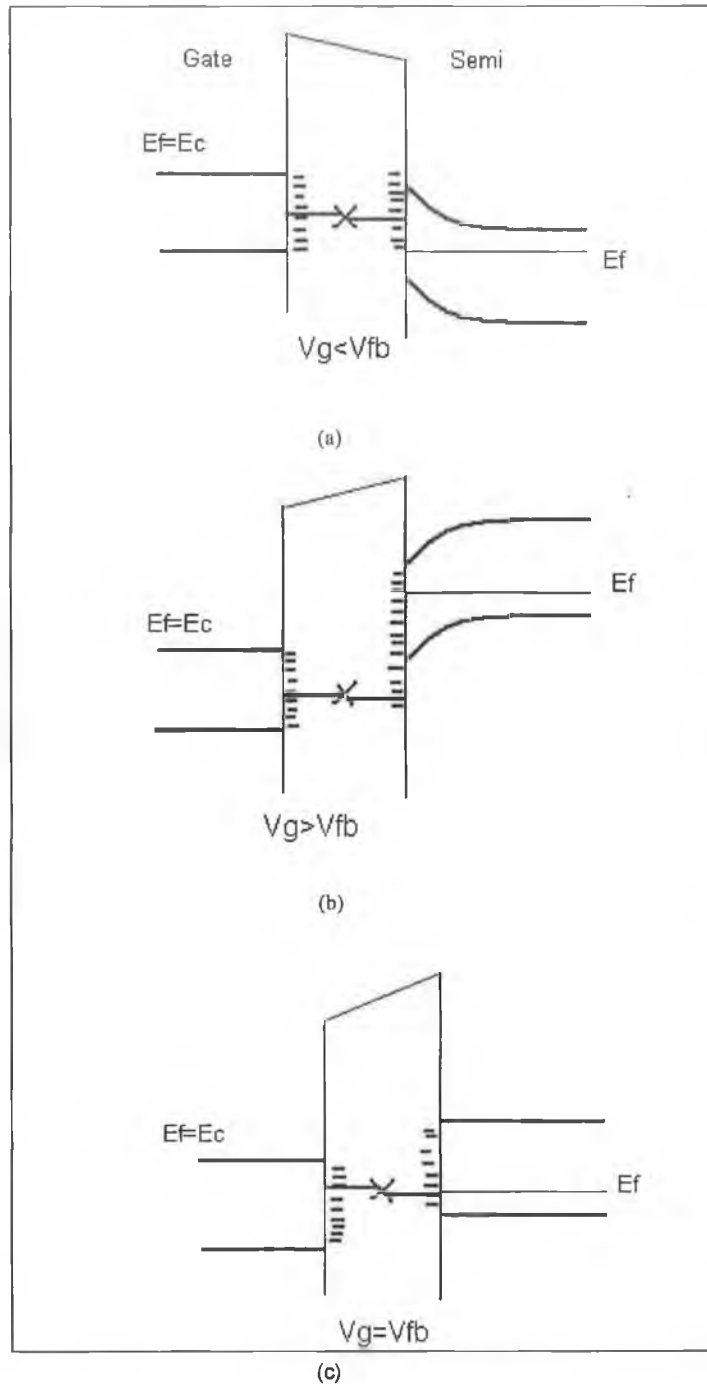 Gate Semi
Ef=Ec
Ef
Vg<Vfb
(a)
Ef=Ec
Ef
Vg>Vfb
(b)
Ef=Ec
Ef
Vg=Vfb
(c)